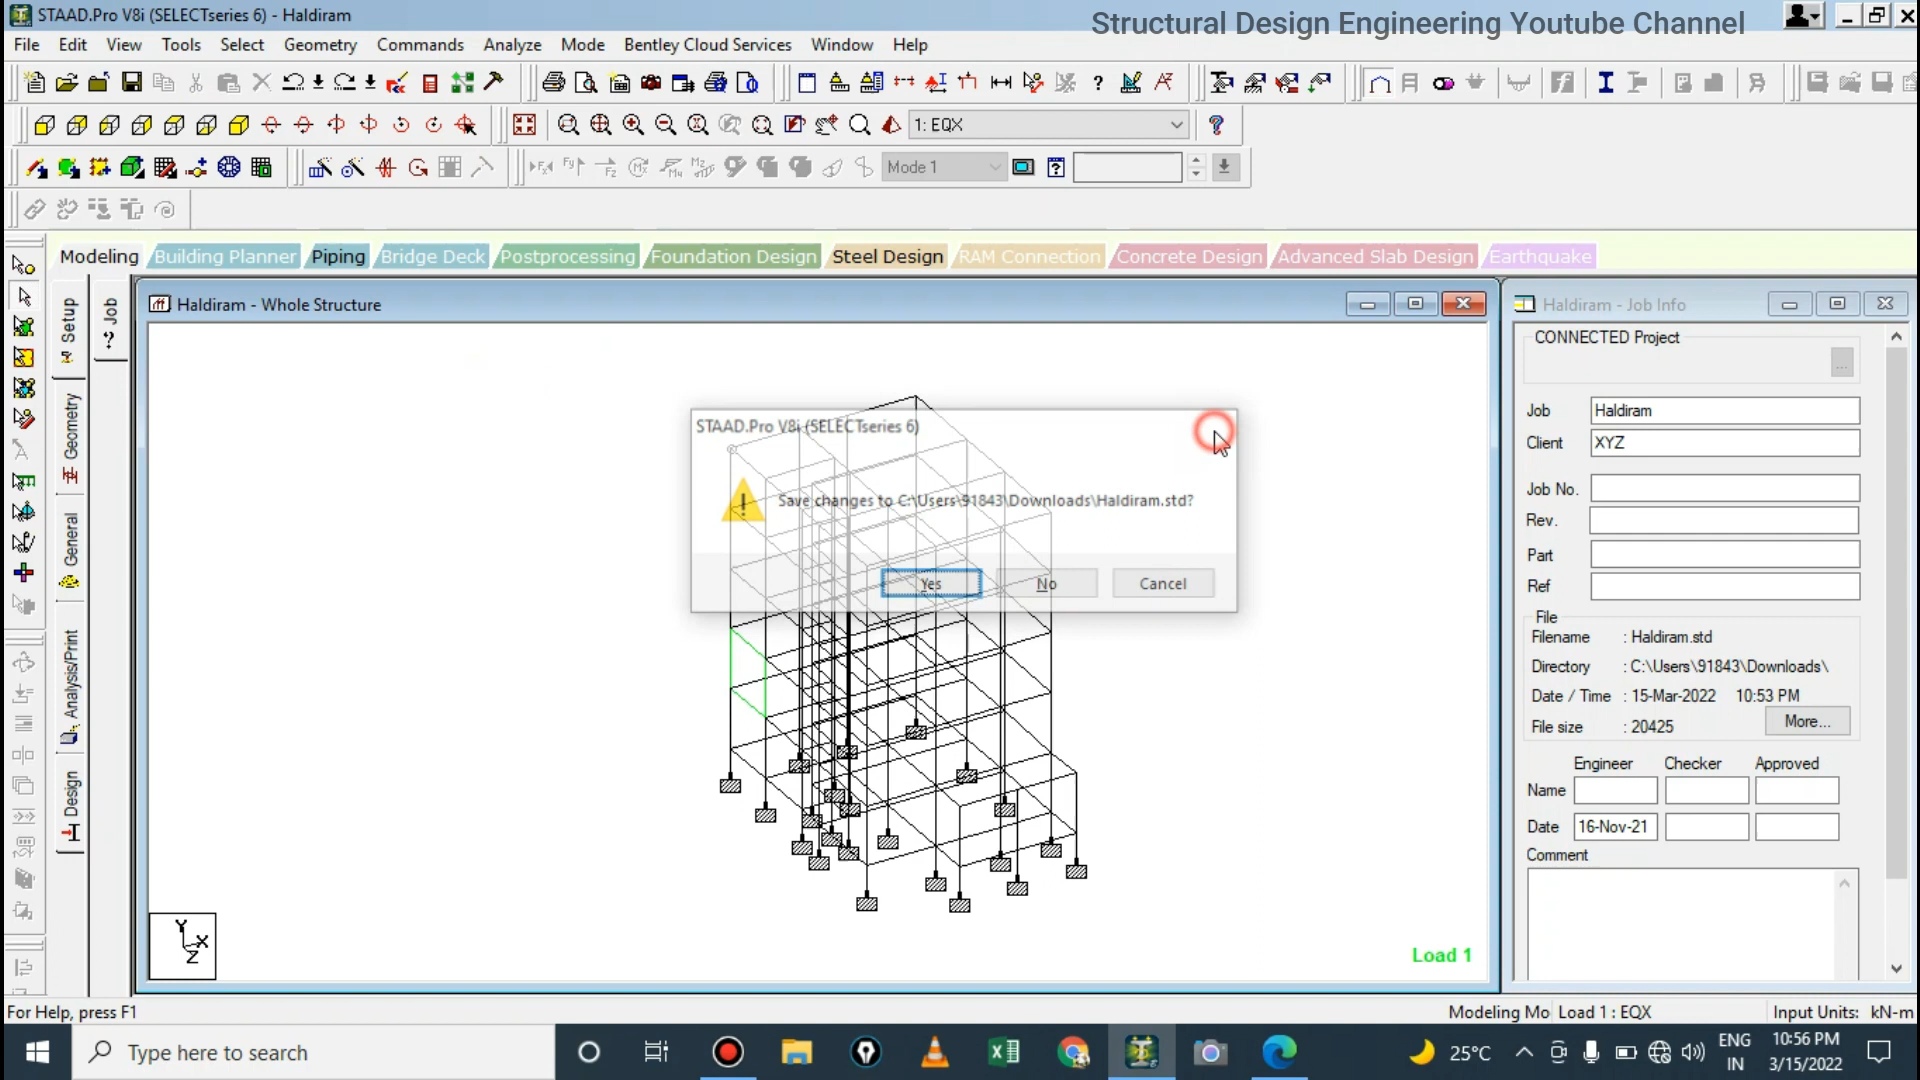 STAAD.Pro V8i (SELECTseries 6) - Haldiram
Structural Design Engineering Youtube Channel
File Edit View Tools Select Geometry Commands Analyze Mode Bentley Cloud Services Window Help
1: EQX
Mode 1
Modeling Building Planner Piping Bridge Deck Postprocessing Foundation Design Steel Design RAM Connection Concrete Design Advanced Slab Design Earthquake
Setup
Geometry
General
Analysis/Print
Design
Job
Haldiram - Whole Structure
STAAD.Pro V8i (SELECTseries 6)
Save changes to C:\Users\91843\Downloads\Haldiram.std?
Yes No Cancel
Y
X
Z
Load 1
Haldiram - Job Info
CONNECTED Project
...
Job Haldiram
Client XYZ
Job No.
Rev.
Part
Ref
File
Filename : Haldiram.std
Directory : C:\Users\91843\Downloads\
Date / Time : 15-Mar-2022 10:53 PM
File size : 20425 More...
Engineer Checker Approved
Name
Date 16-Nov-21
Comment
For Help, press F1
Modeling Mo Load 1 : EQX Input Units: kN-m
Type here to search
25°C
ENG
IN
10:56 PM
3/15/2022